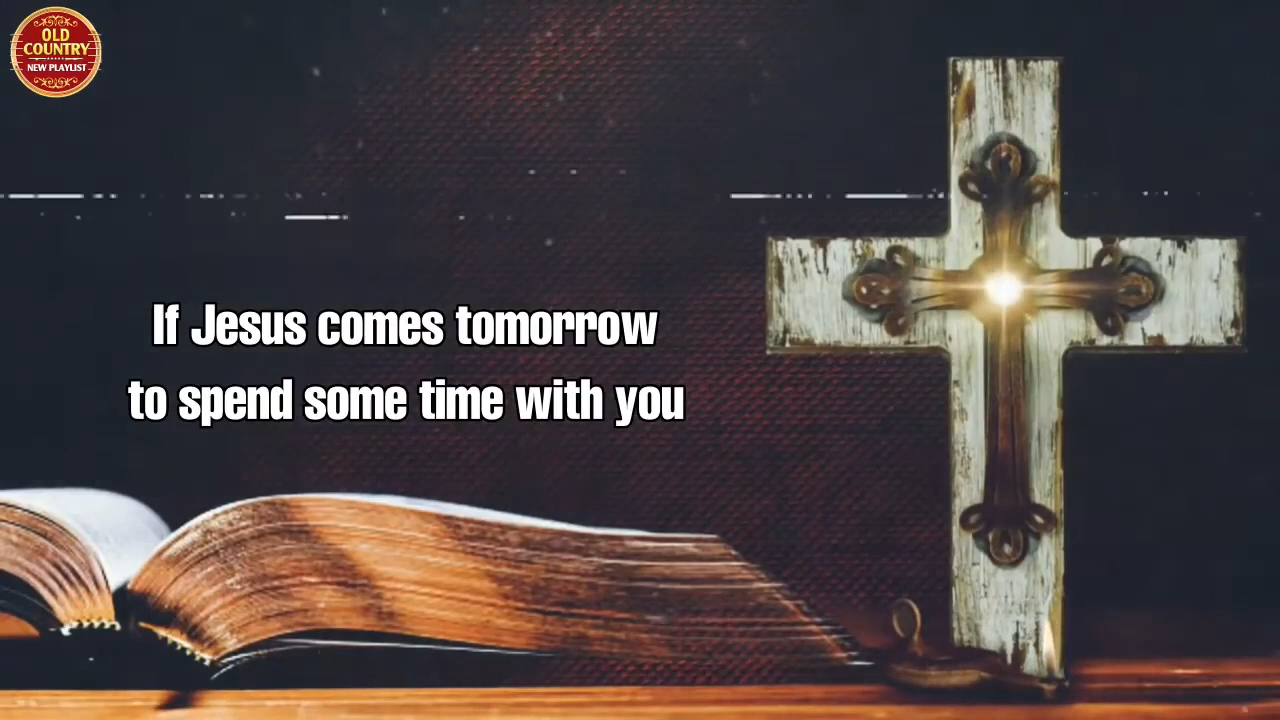 OLD
COUNTRY
NEW PLAYLIST
If Jesus comes tomorrow
to spend some time with you